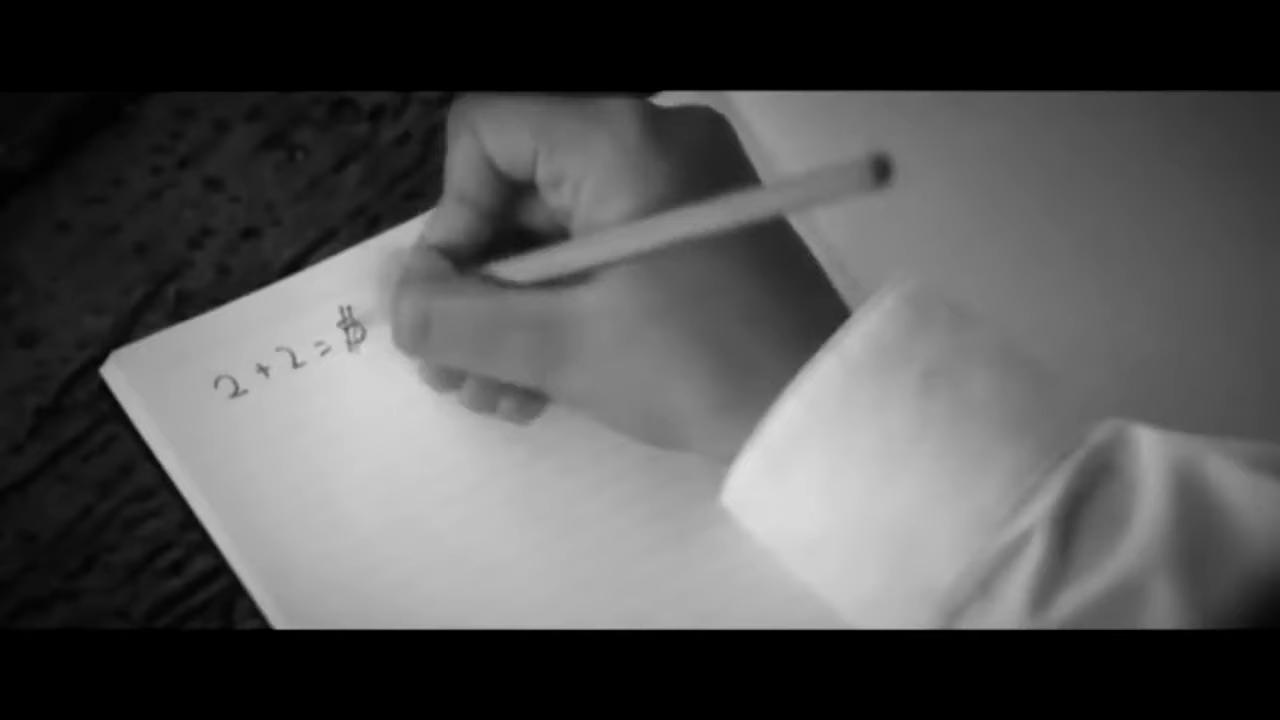 2 + 2 =